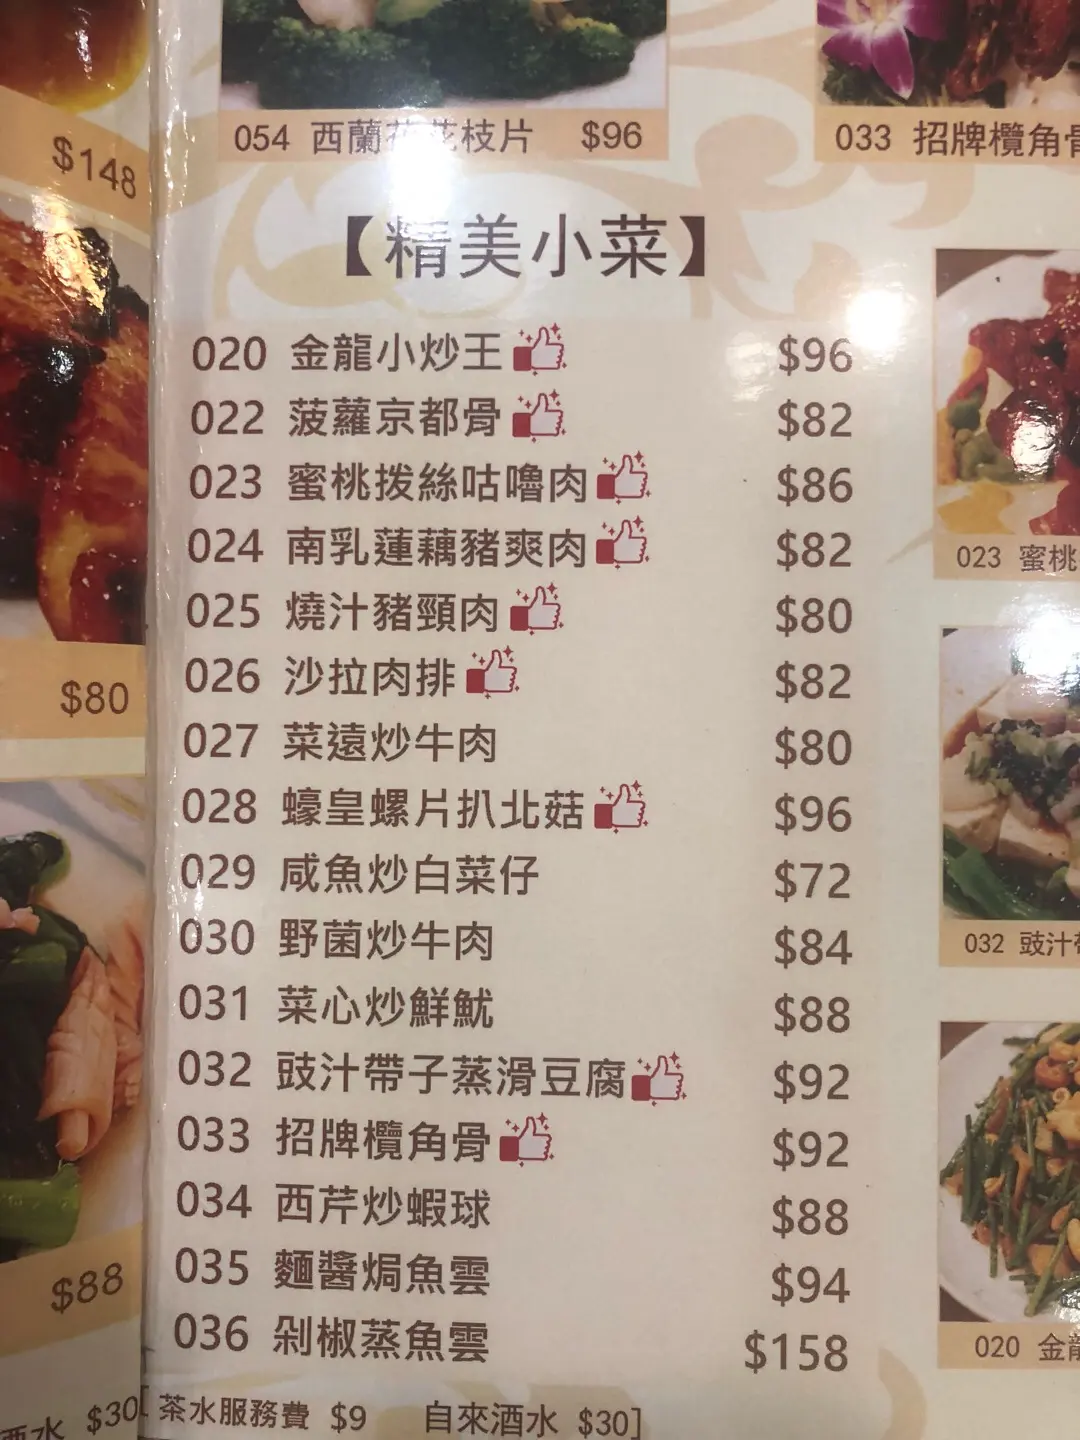 $148
$80
$88
西水 $30]
054 西蘭花花枝片 $96
033 招牌欖角骨
【精美小菜】
020 金龍小炒王 $96
022 菠蘿京都骨 $82
023 蜜桃拨絲咕嚕肉 $86
024 南乳蓮藕豬爽肉 $82
025 燒汁豬頸肉 $80
026 沙拉肉排 $82
027 菜遠炒牛肉 $80
028 蠔皇螺片扒北菇 $96
029 咸魚炒白菜仔 $72
030 野菌炒牛肉 $84
031 菜心炒鮮魷 $88
032 豉汁帶子蒸滑豆腐 $92
033 招牌欖角骨 $92
034 西芹炒蝦球 $88
035 麵醬焗魚雲 $94
036 剁椒蒸魚雲 $158
[茶水服務費 $9 自來酒水 $30]
023 蜜桃
032 豉汁帶
020 金龍